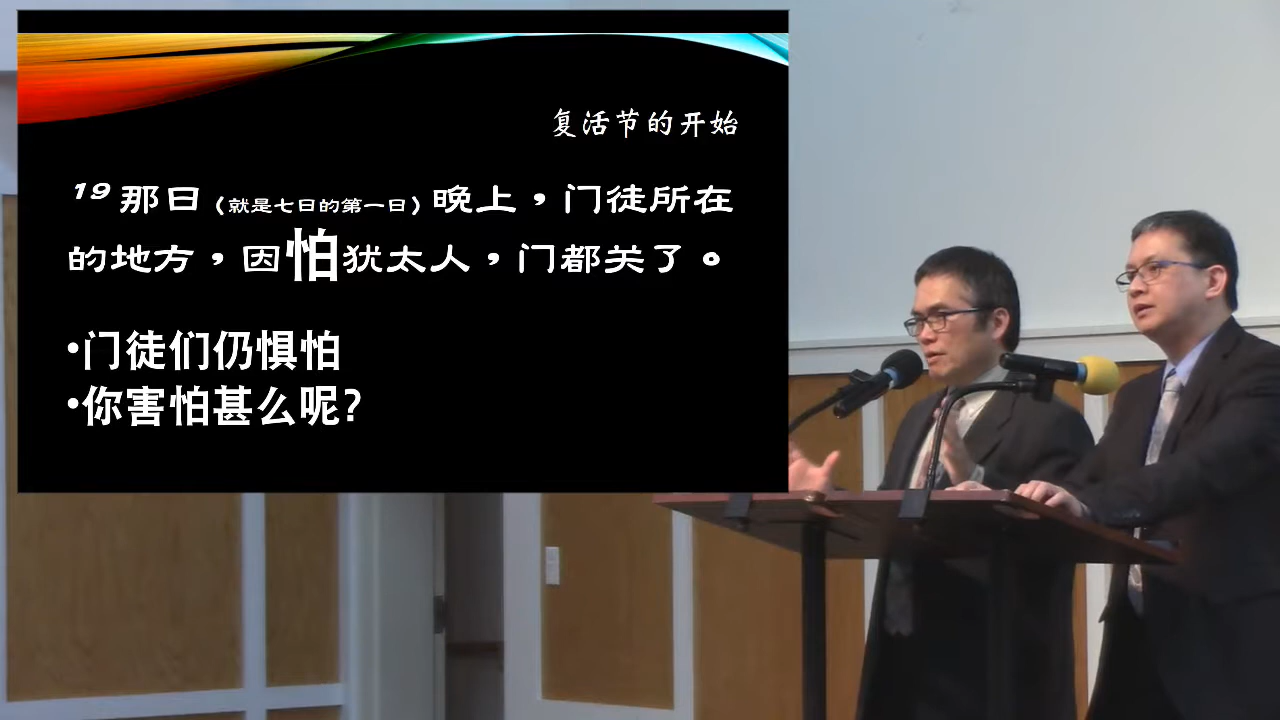 复活节的开始
19 那日（就是七日的第一日）晚上，门徒所在
的地方，因怕犹太人，门都关了。
•门徒们仍惧怕
•你害怕甚么呢?